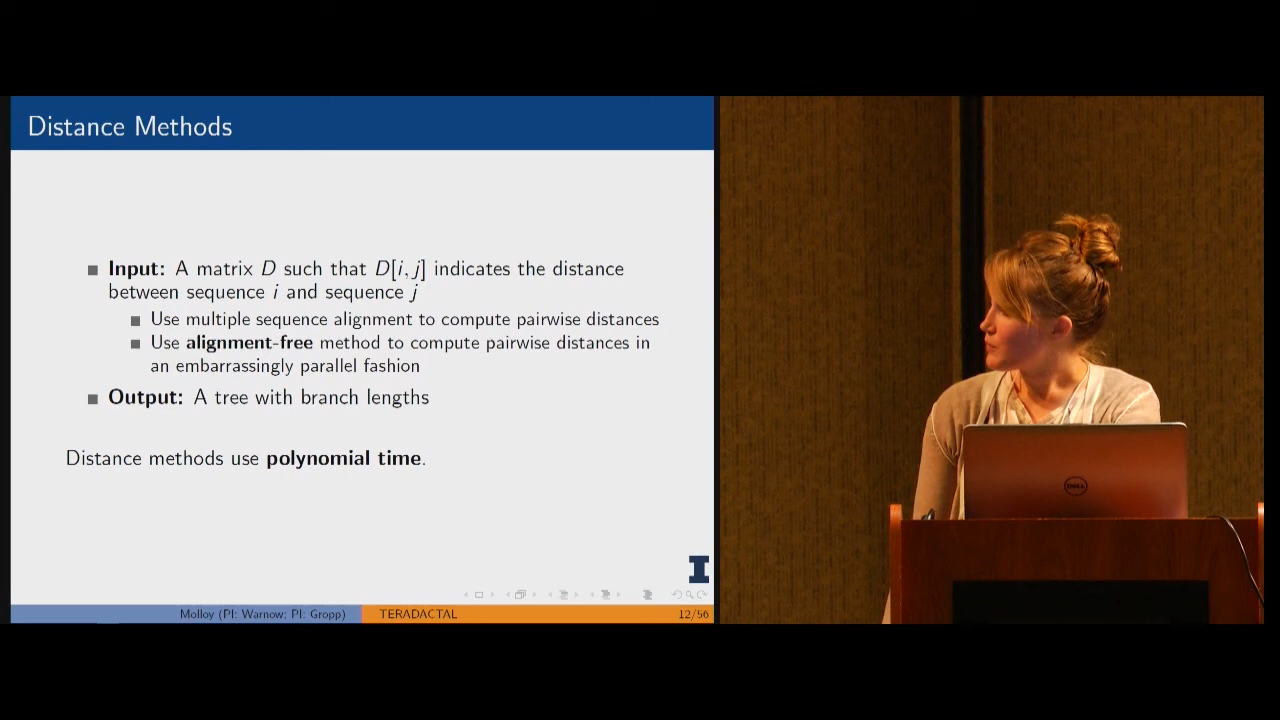 Distance Methods
Input: A matrix D such that D[i, j] indicates the distance
between sequence i and sequence j
Use multiple sequence alignment to compute pairwise distances
Use alignment-free method to compute pairwise distances in
an embarrassingly parallel fashion
Output: A tree with branch lengths
Distance methods use polynomial time.
I
Molloy (PI: Warnow; PI: Gropp) TERADACTAL 12/56
DELL